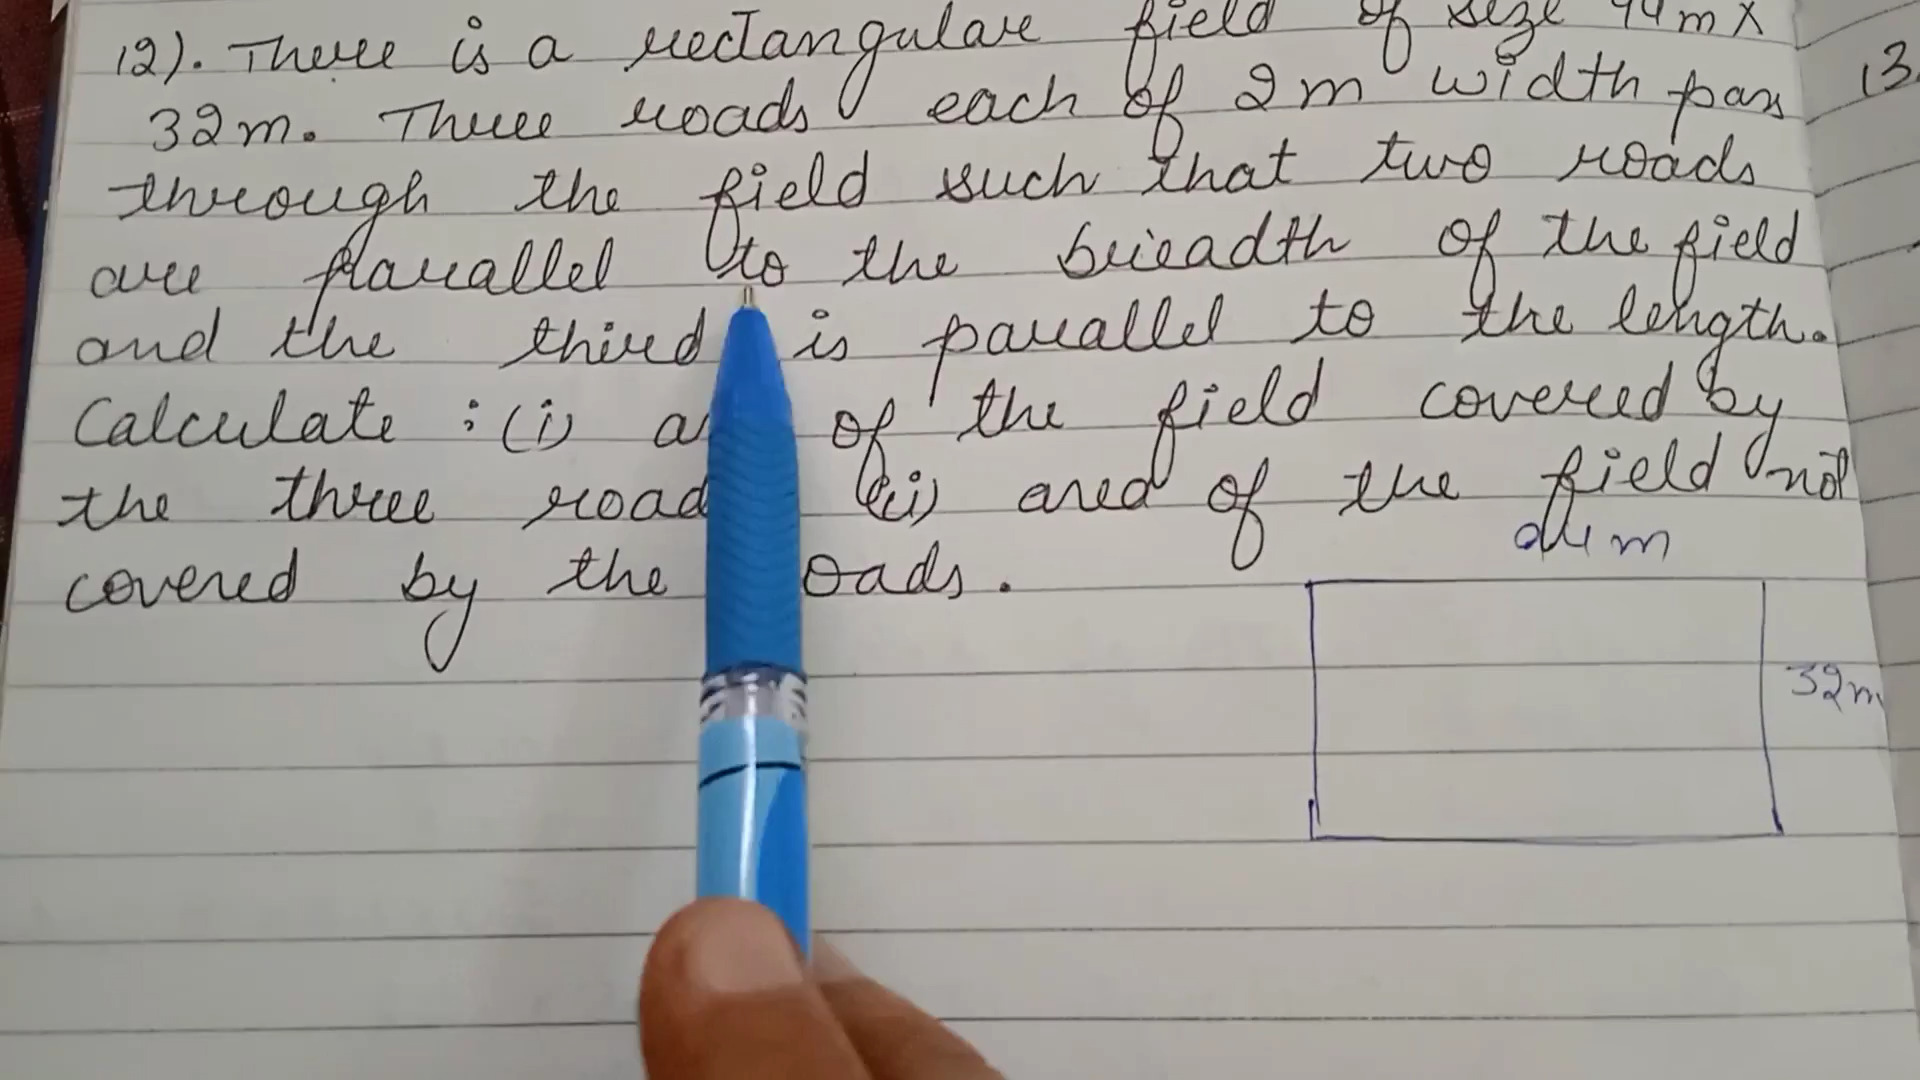 12). There is a rectangular field of size 44m X
32m. Three roads each of 2m width pass
through the field such that two roads
are parallel to the breadth of the field
and the third is parallel to the length.
Calculate : (i) a of the field covered by
the three road (ii) area of the field not
covered by the oads.
m
32m
13.